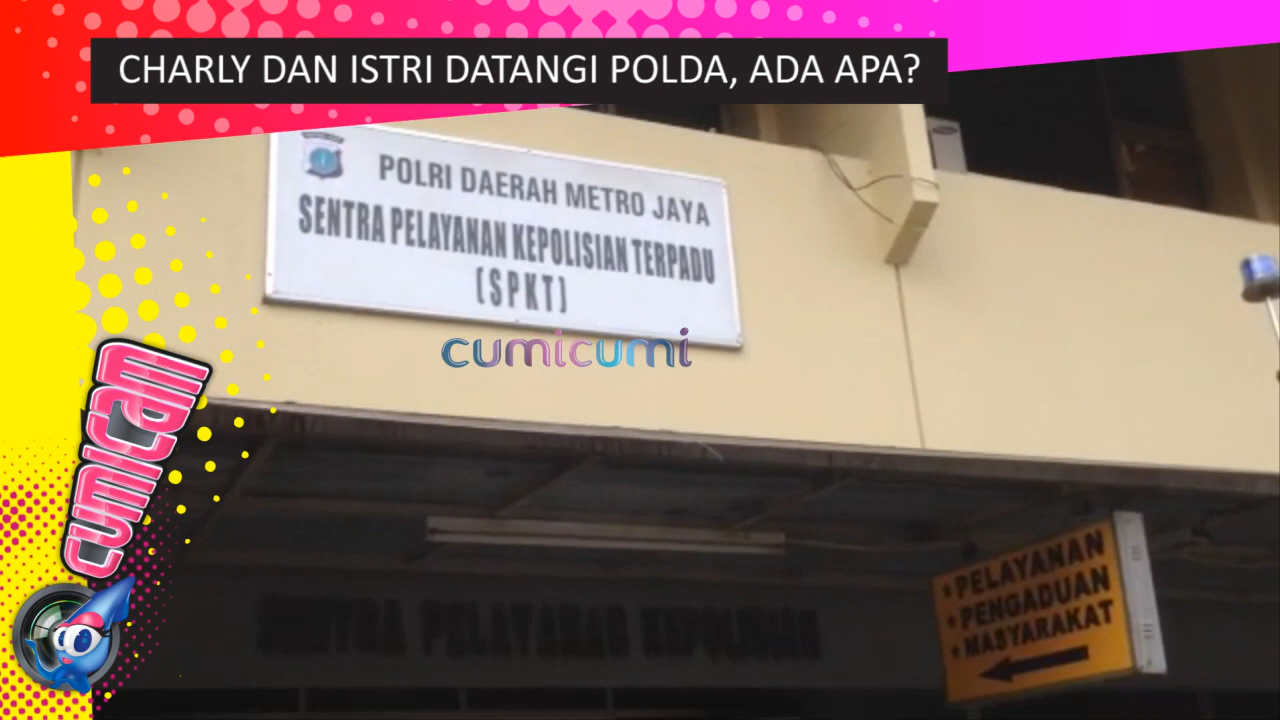 CHARLY DAN ISTRI DATANGI POLDA, ADA APA?
POLRI DAERAH METRO JAYA
SENTRA PELAYANAN KEPOLISIAN TERPADU
(SPKT)
cumicumi
cumicam
SENTRA PELAYANAN KEPOLISIAN
• PELAYANAN
• PENGADUAN
• MASYARAKAT